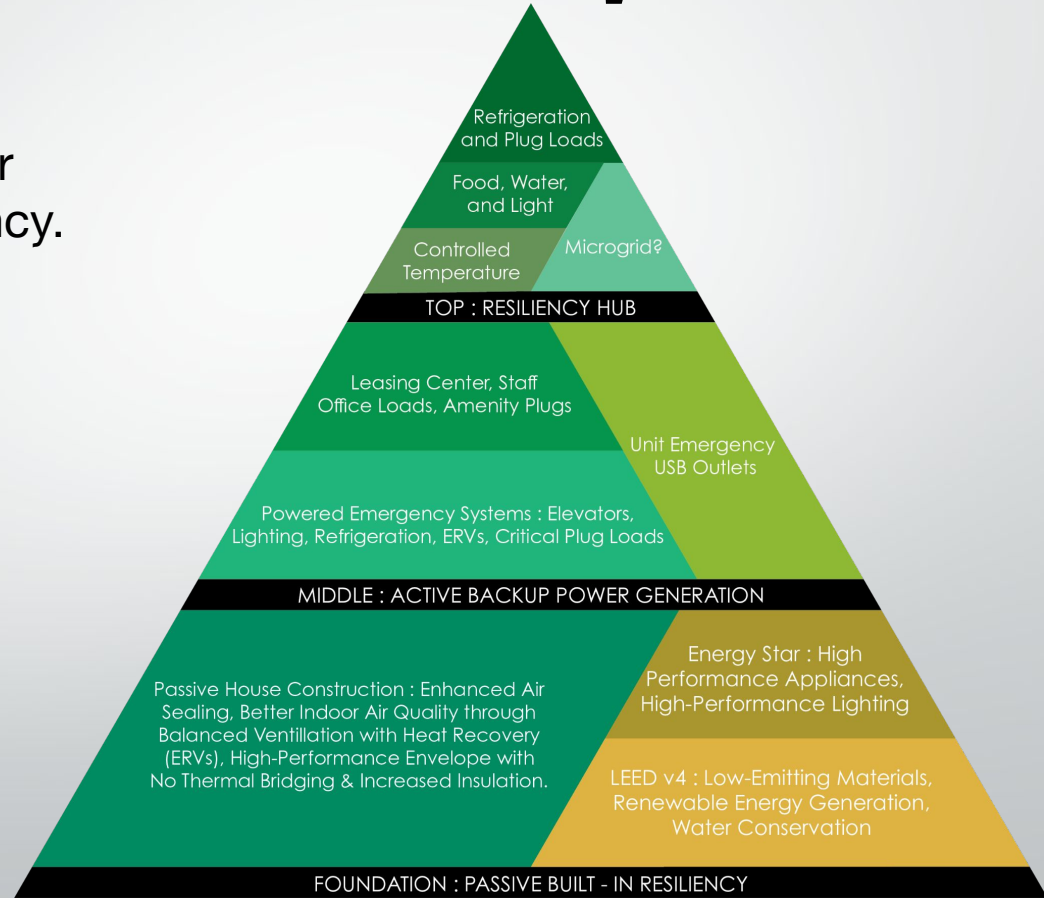 r
ncy.
Refrigeration
and Plug Loads
Food, Water,
and Light
Microgrid?
Controlled
Temperature
TOP : RESILIENCY HUB
Leasing Center, Staff
Office Loads, Amenity Plugs
Unit Emergency
USB Outlets
Powered Emergency Systems : Elevators,
Lighting, Refrigeration, ERVs, Critical Plug Loads
MIDDLE : ACTIVE BACKUP POWER GENERATION
Passive House Construction : Enhanced Air
Sealing, Better Indoor Air Quality through
Balanced Ventillation with Heat Recovery
(ERVs), High-Performance Envelope with
No Thermal Bridging & Increased Insulation.
Energy Star : High
Performance Appliances,
High-Performance Lighting
LEED v4 : Low-Emitting Materials,
Renewable Energy Generation,
Water Conservation
FOUNDATION : PASSIVE BUILT - IN RESILIENCY